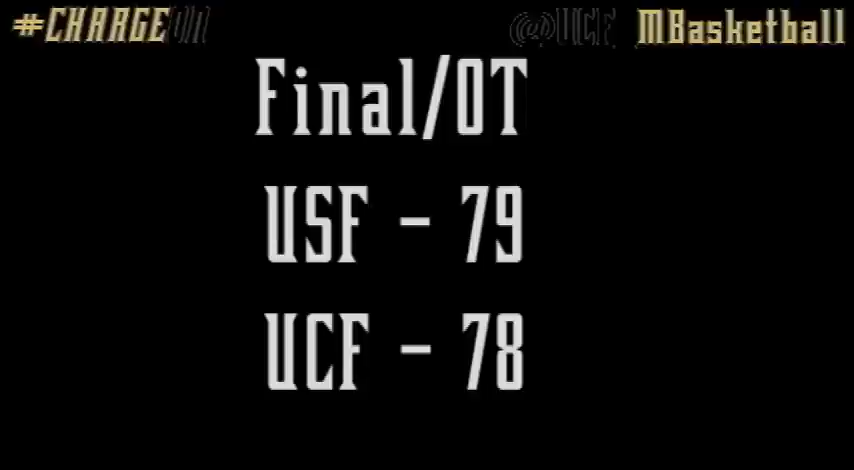 #CHARGEON @UCF_MBasketball
Final/OT
USF - 79
UCF - 78